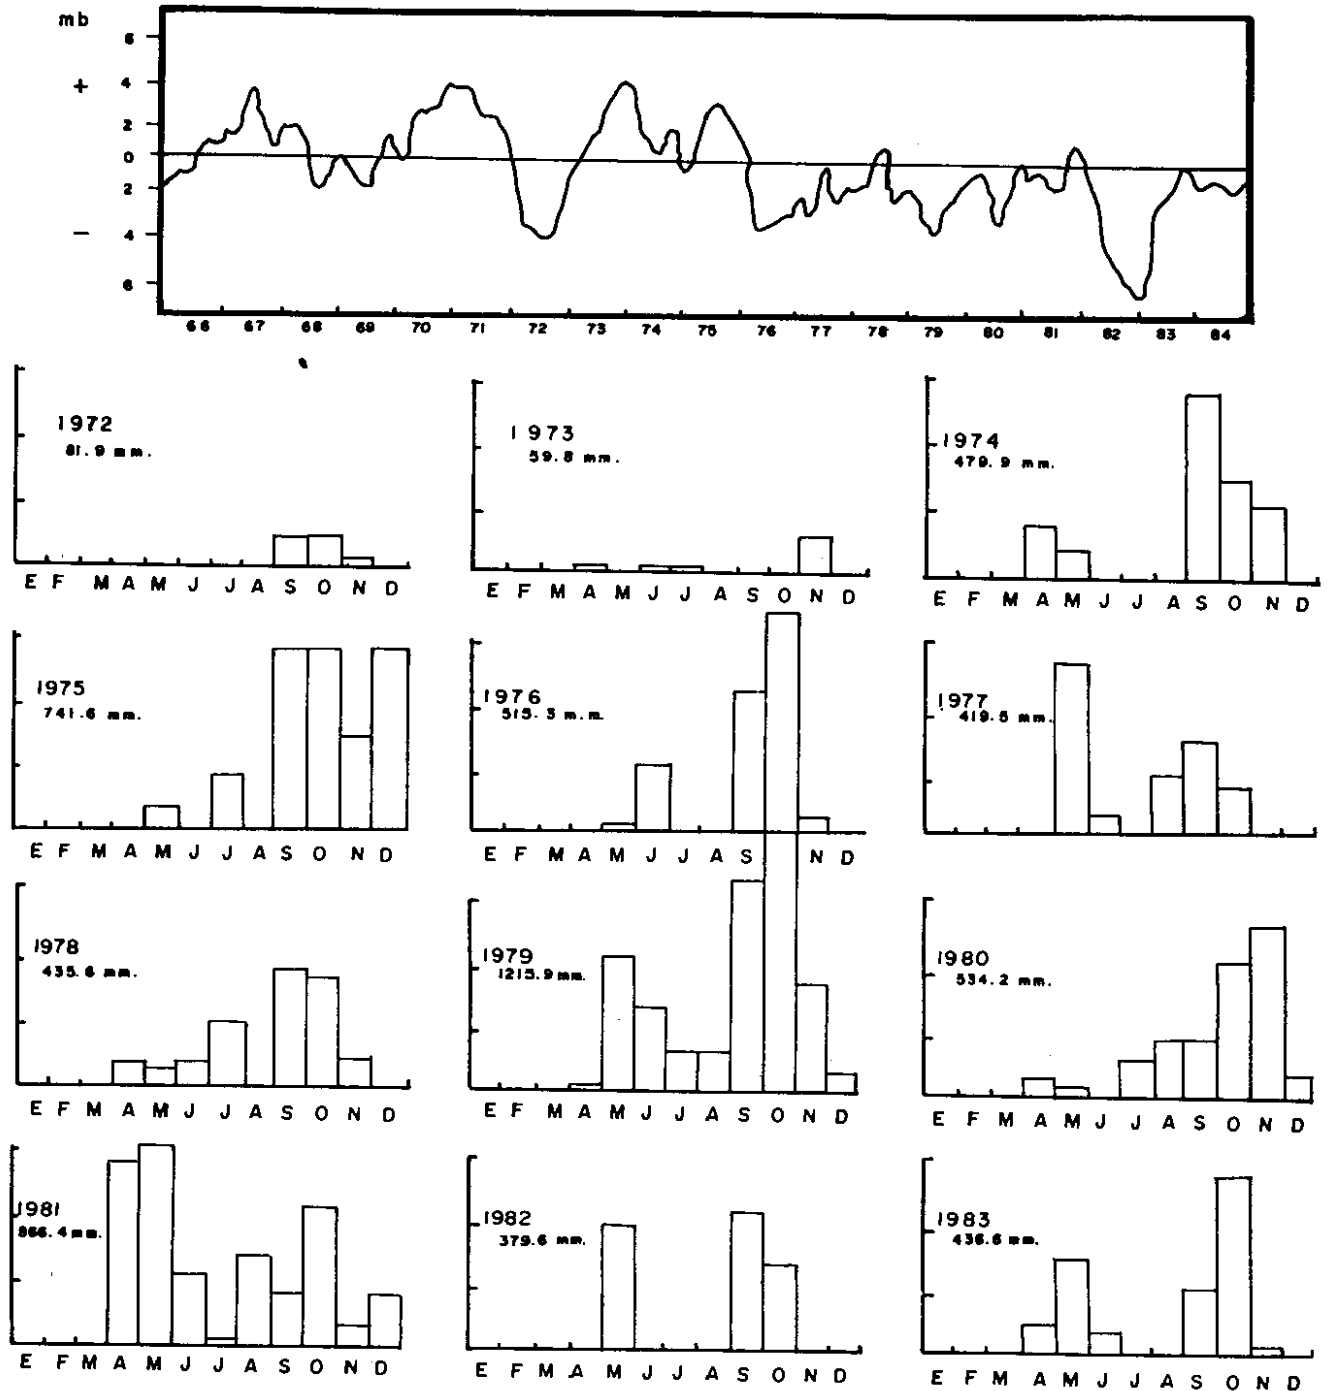 mb
6
+ 4
2
0
2
– 4
6
66 67 68 69 70 71 72 73 74 75 76 77 78 79 80 81 82 83 84
1972
81.9 mm.
E F M A M J J A S O N D
1973
59.8 mm.
E F M A M J J A S O N D
1974
479.9 mm.
E F M A M J J A S O N D
1975
741.6 mm.
E F M A M J J A S O N D
1976
515.3 m.m.
E F M A M J J A S N D
1977
419.5 mm.
E F M A M J J A S O N D
1978
435.6 mm.
E F M A M J J A S O N D
1979
1215.9 mm.
E F M A M J J A S O N D
1980
534.2 mm.
E F M A M J J A S O N D
1981
866.4 mm.
E F M A M J J A S O N D
1982
379.6 mm.
E F M A M J J A S O N D
1983
436.6 mm.
E F M A M J J A S O N D